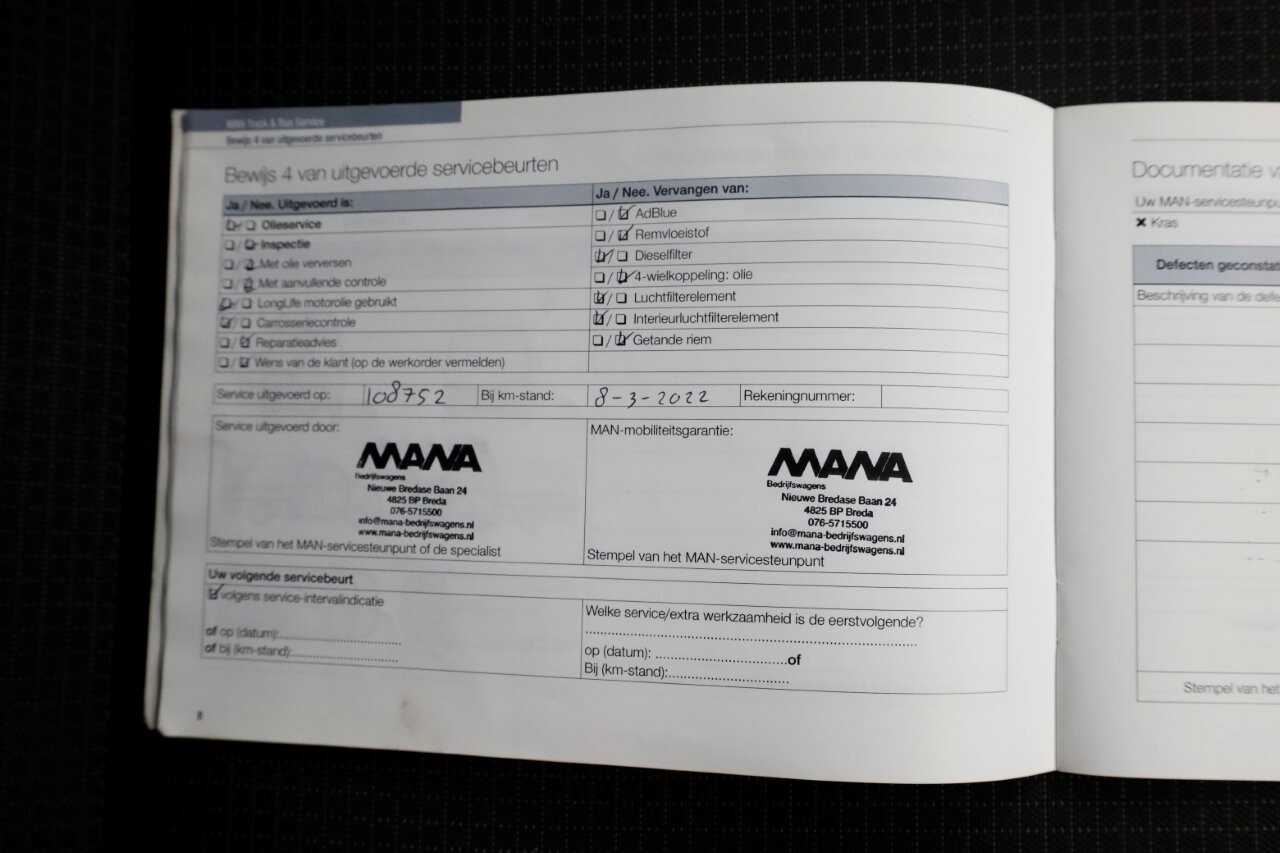 MAN Truck & Bus Service
Bewijs 4 van uitgevoerde servicebeurten
Bewijs 4 van uitgevoerde servicebeurten
Ja / Nee. Uitgevoerd is:
☑ / ☐ Olieservice
☐ / ☑ Inspectie
☐ / ☑ Met olie verversen
☐ / ☑ Met aanvullende controle
☑ / ☐ LongLife motorolie gebruikt
☑ / ☐ Carrosseriecontrole
☐ / ☑ Reparatieadvies
☐ / ☑ Wens van de klant (op de werkorder vermelden)
Ja / Nee. Vervangen van:
☐ / ☑ AdBlue
☐ / ☑ Remvloeistof
☑ / ☐ Dieselfilter
☐ / ☑ 4-wielkoppeling: olie
☑ / ☐ Luchtfilterelement
☑ / ☐ Interieurluchtfilterelement
☐ / ☑ Getande riem
Service uitgevoerd op: 108752 Bij km-stand: 8-3-2022 Rekeningnummer:
Service uitgevoerd door:
MANA
Bedrijfswagens
Nieuwe Bredase Baan 24
4825 BP Breda
076-5715500
info@mana-bedrijfswagens.nl
www.mana-bedrijfswagens.nl
Stempel van het MAN-servicesteunpunt of de specialist
MAN-mobiliteitsgarantie:
MANA
Bedrijfswagens
Nieuwe Bredase Baan 24
4825 BP Breda
076-5715500
info@mana-bedrijfswagens.nl
www.mana-bedrijfswagens.nl
Stempel van het MAN-servicesteunpunt
Uw volgende servicebeurt
☑ volgens service-intervalindicatie
of op (datum):
of bij (km-stand):
Welke service/extra werkzaamheid is de eerstvolgende?
op (datum): of
Bij (km-stand):
8
Documentatie
Uw MAN-servicesteunpu
✖ Kras
Defecten geconstat
Beschrijving van de defe
Stempel van het